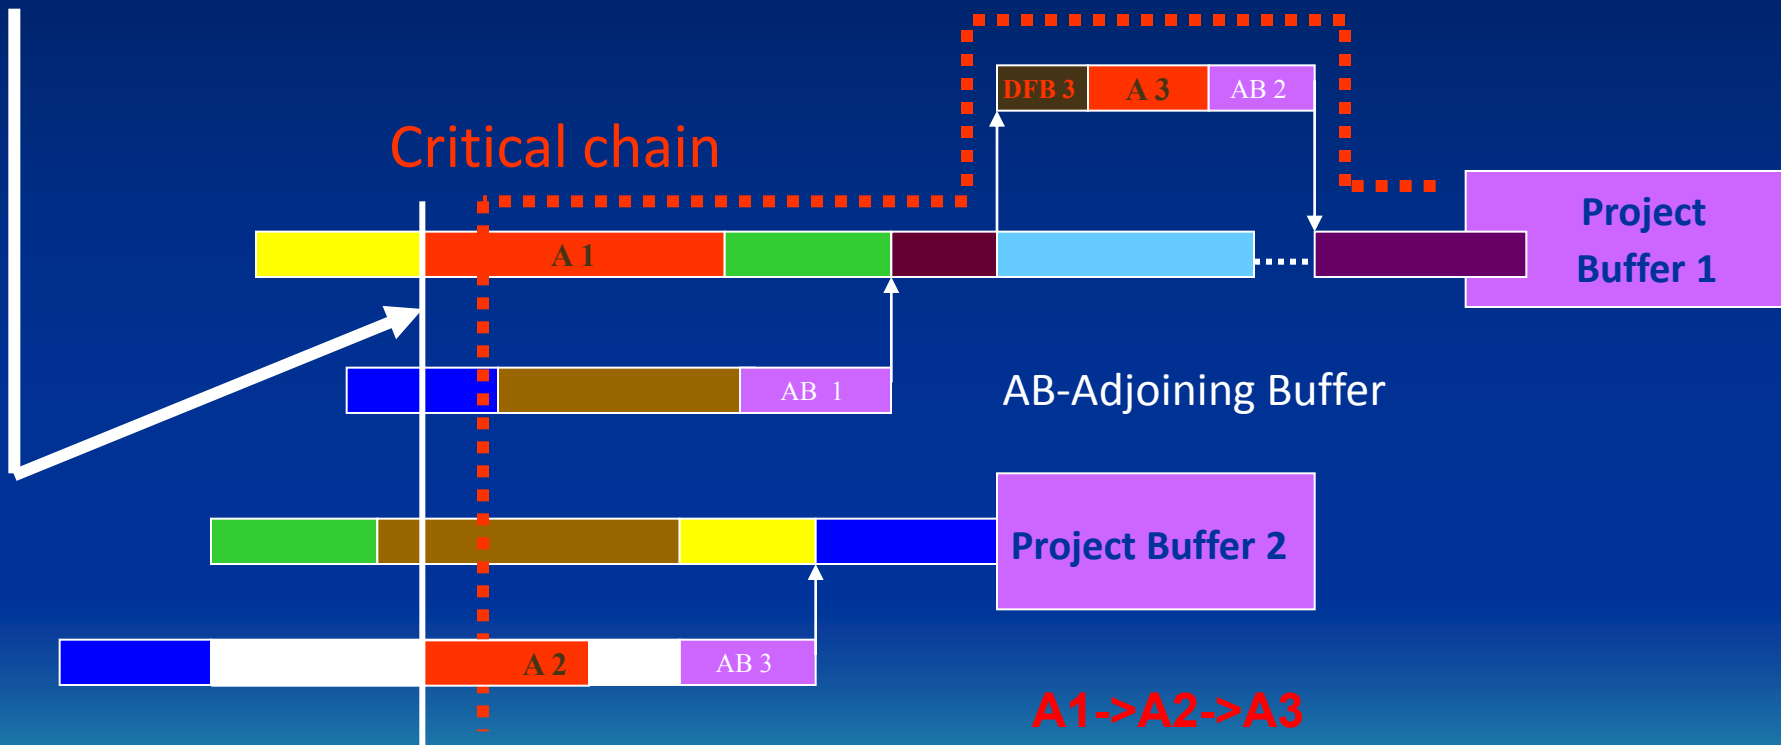 DFB 3
A 3
AB 2
Critical chain
Project
Buffer 1
A 1
AB 1
AB-Adjoining Buffer
Project Buffer 2
A 2
AB 3
A1->A2->A3